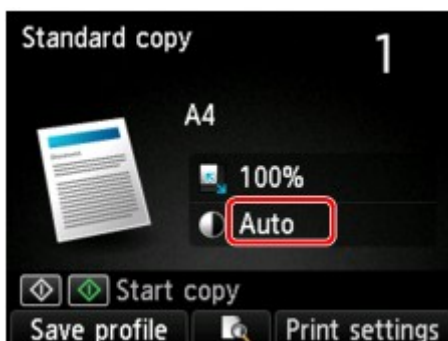 Standard copy
1
A4
100%
Auto
Start copy
Save profile
Print settings